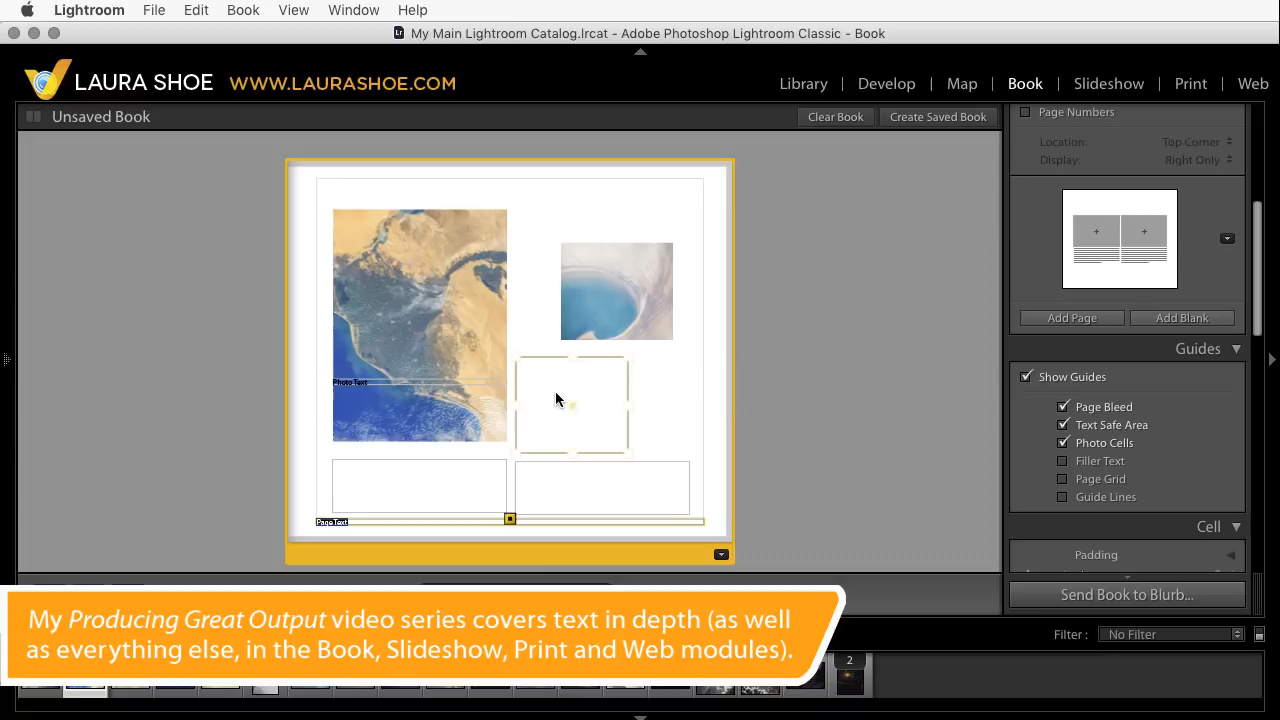 Lightroom File Edit Book View Window Help
Lr My Main Lightroom Catalog.lrcat - Adobe Photoshop Lightroom Classic - Book
LAURA SHOE WWW.LAURASHOE.COM
Library | Develop | Map | Book | Slideshow | Print | Web
Unsaved Book
Clear Book
Create Saved Book
Page Numbers
Location: Top Corner
Display: Right Only
Add Page
Add Blank
Guides
Show Guides
Page Bleed
Text Safe Area
Photo Cells
Filler Text
Page Grid
Guide Lines
Cell
Padding
Send Book to Blurb...
Photo Text
Page Text
My Producing Great Output video series covers text in depth (as well
as everything else, in the Book, Slideshow, Print and Web modules).
Filter : No Filter
2